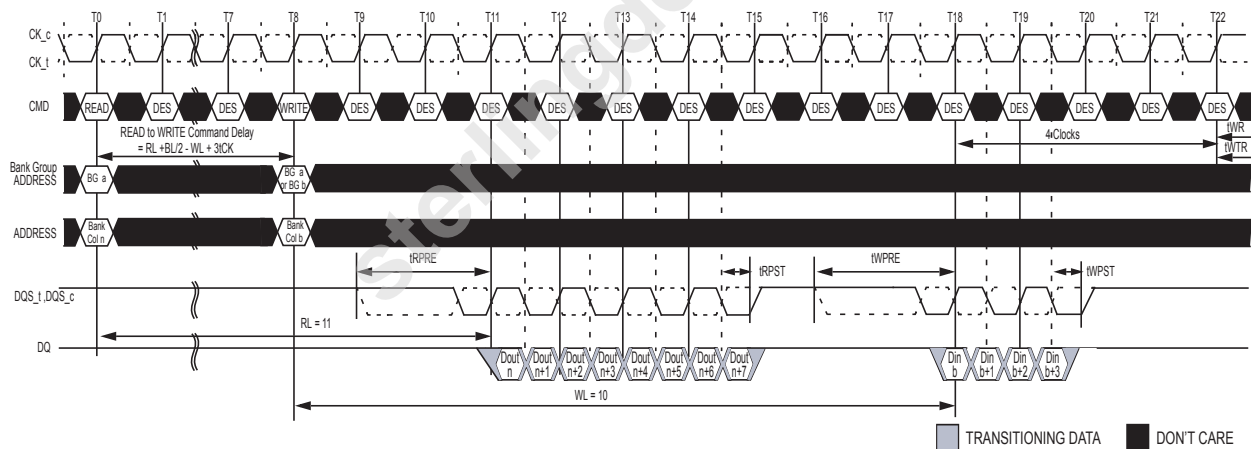 T0 T1 T7 T8 T9 T10 T11 T12 T13 T14 T15 T16 T17 T18 T19 T20 T21 T22
CK_c
CK_t
CMD READ DES DES WRITE DES DES DES DES DES DES DES DES DES DES DES DES DES DES
READ to WRITE Command Delay
= RL +BL/2 - WL + 3tCK
4 Clocks
tWR
tWTR
Bank Group
ADDRESS
BG a
BG a
or BG b
ADDRESS
Bank
Col n
Bank
Col b
tRPRE
tRPST
tWPRE
tWPST
DQS_t ,DQS_c
RL = 11
DQ
Dout
n
Dout
n+1
Dout
n+2
Dout
n+3
Dout
n+4
Dout
n+5
Dout
n+6
Dout
n+7
Din
b
Din
b+1
Din
b+2
Din
b+3
WL = 10
TRANSITIONING DATA
DON'T CARE